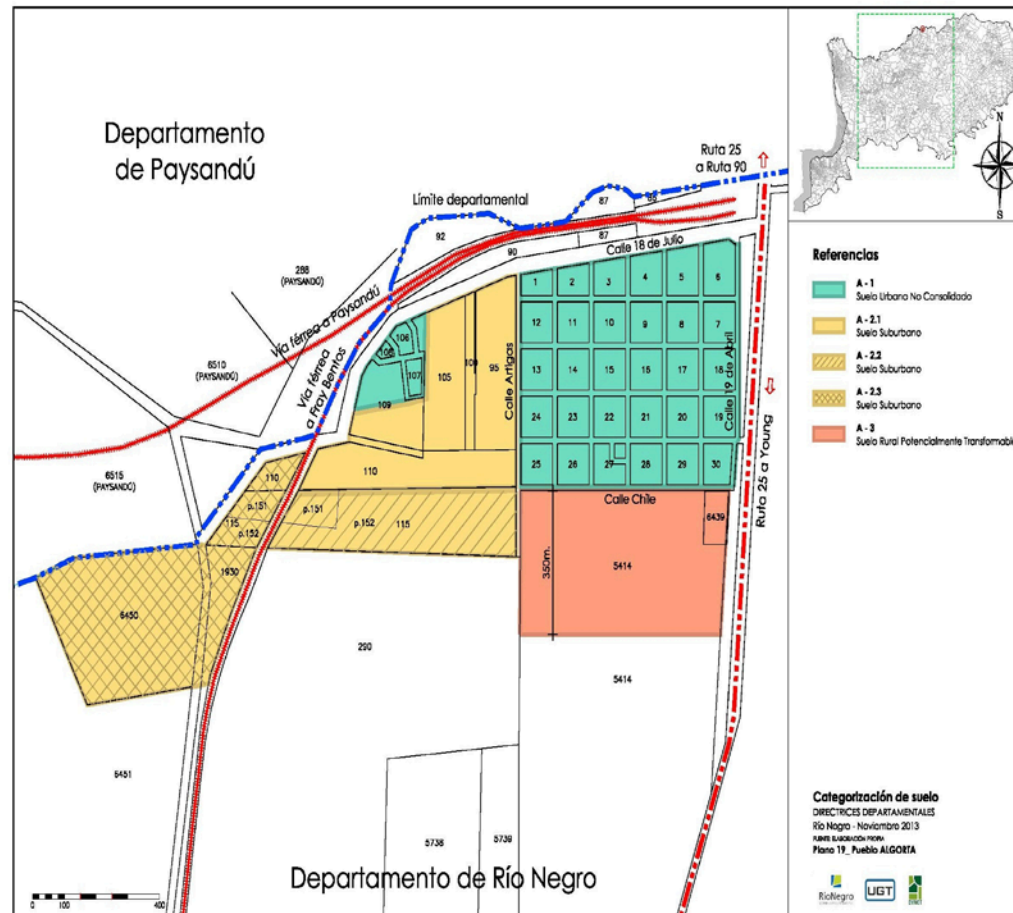 Departamento
de Paysandú
Ruta 25
a Ruta 90
Límite departamental
87
92
87
90
Calle 18 de Julio
288
(PAYSANDÚ)
Vía férrea a Paysandú
Vía férrea
a Fray Bentos
6510
(PAYSANDÚ)
6515
(PAYSANDÚ)
106
107
109
105
95
Calle Artigas
1
2
3
4
5
6
12
11
10
9
8
7
13
14
15
16
17
18
24
23
22
21
20
19
25
26
27
28
29
30
Calle 19 de Abril
Ruta 25 a Young
Calle Chile
110
110
p.151
p.151
115
p.152
p.152
115
1930
6439
350m.
5414
6450
290
5414
6451
5738
5739
Departamento de Río Negro
0
100
400
N
S
Referencias
A - 1
Suelo Urbano No Consolidado
A - 2.1
Suelo Suburbano
A - 2.2
Suelo Suburbano
A - 2.3
Suelo Suburbano
A - 3
Suelo Rural Potencialmente Transformable
Categorización de suelo
DIRECTRICES DEPARTAMENTALES
Río Negro - Noviembre 2013
FUENTE: ELABORACIÓN PROPIA
Plano 19_ Pueblo ALGORTA
RíoNegro
UGT